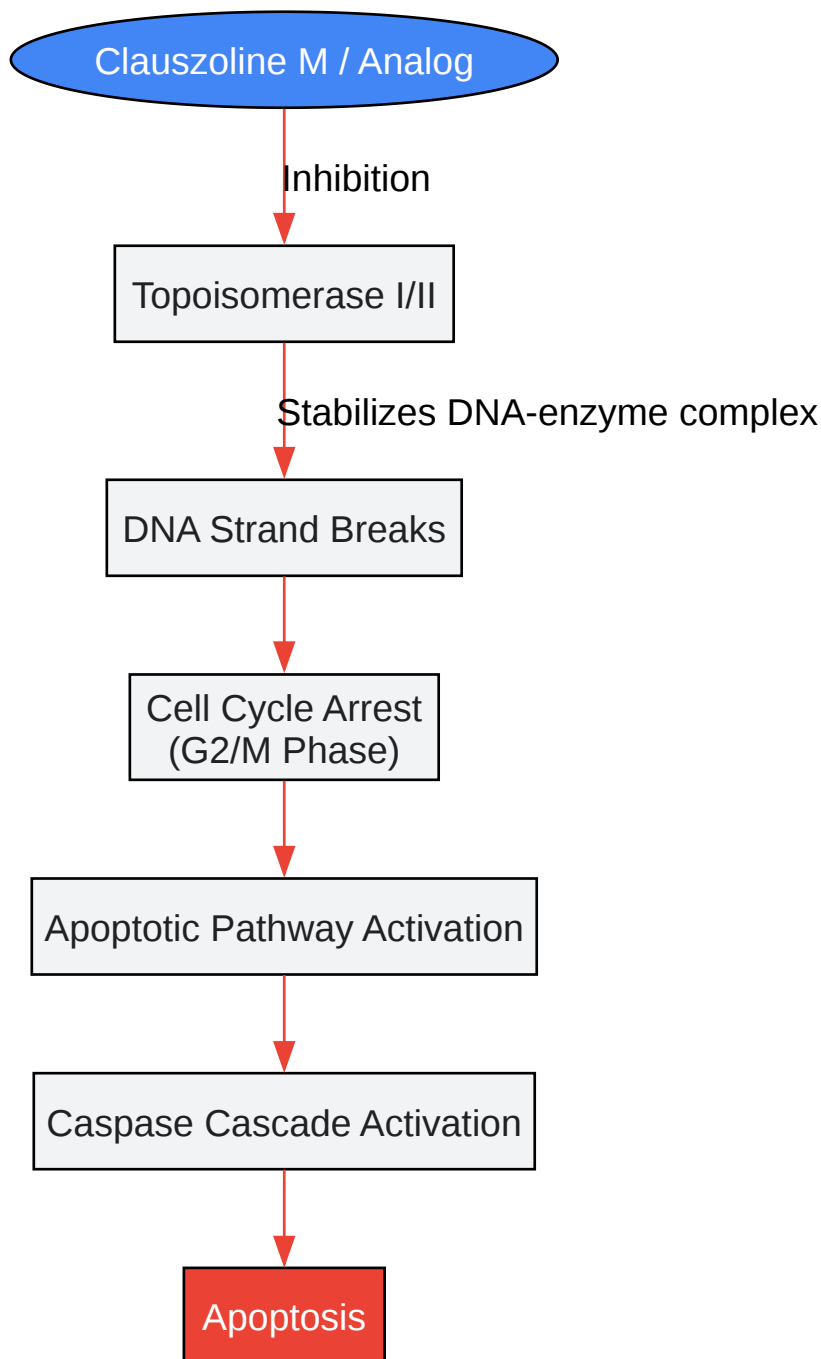 Clauszoline M / Analog
Inhibition
Topoisomerase I/II
Stabilizes DNA-enzyme complex
DNA Strand Breaks
Cell Cycle Arrest
(G2/M Phase)
Apoptotic Pathway Activation
Caspase Cascade Activation
Apoptosis